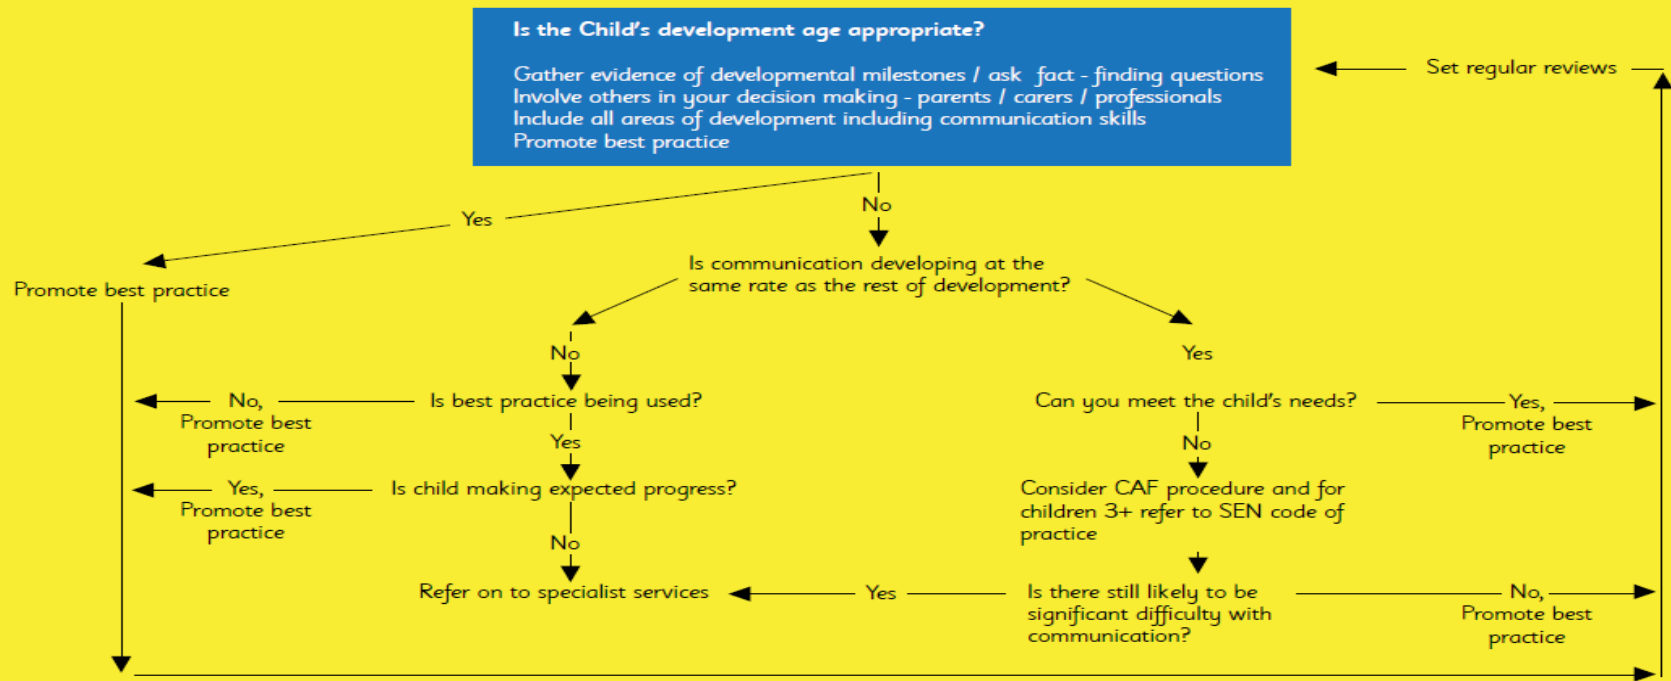 Is the Child's development age appropriate?
Gather evidence of developmental milestones / ask fact - finding questions
Involve others in your decision making - parents / carers / professionals
Include all areas of development including communication skills
Promote best practice
Set regular reviews
Yes
No
Promote best practice
Is communication developing at the
same rate as the rest of development?
No
Yes
No,
Promote best
practice
Is best practice being used?
Can you meet the child's needs?
Yes,
Promote best
practice
Yes
No
Yes,
Promote best
practice
Is child making expected progress?
Consider CAF procedure and for
children 3+ refer to SEN code of
practice
No
Refer on to specialist services
Yes
Is there still likely to be
significant difficulty with
communication?
No,
Promote best
practice